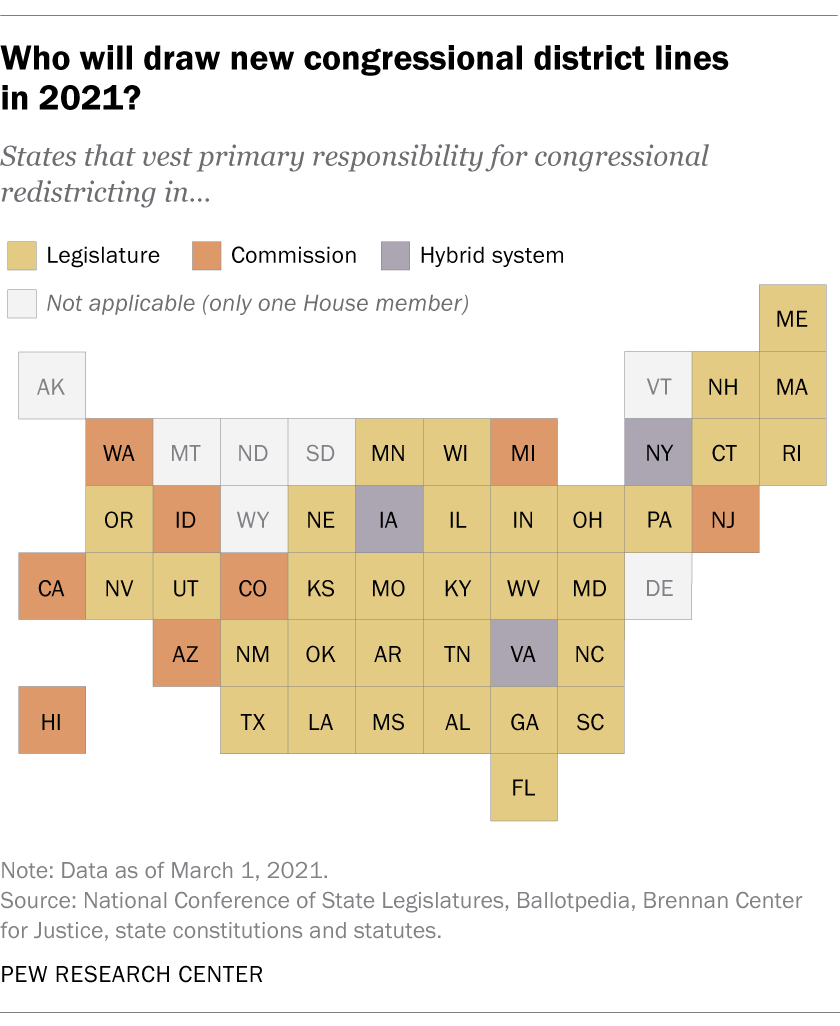 Who will draw new congressional district lines
in 2021?
States that vest primary responsibility for congressional
redistricting in...
Legislature Commission Hybrid system
Not applicable (only one House member)
ME
AK VT NH MA
WA MT ND SD MN WI MI NY CT RI
OR ID WY NE IA IL IN OH PA NJ
CA NV UT CO KS MO KY WV MD DE
AZ NM OK AR TN VA NC
HI TX LA MS AL GA SC
FL
Note: Data as of March 1, 2021.
Source: National Conference of State Legislatures, Ballotpedia, Brennan Center
for Justice, state constitutions and statutes.
PEW RESEARCH CENTER